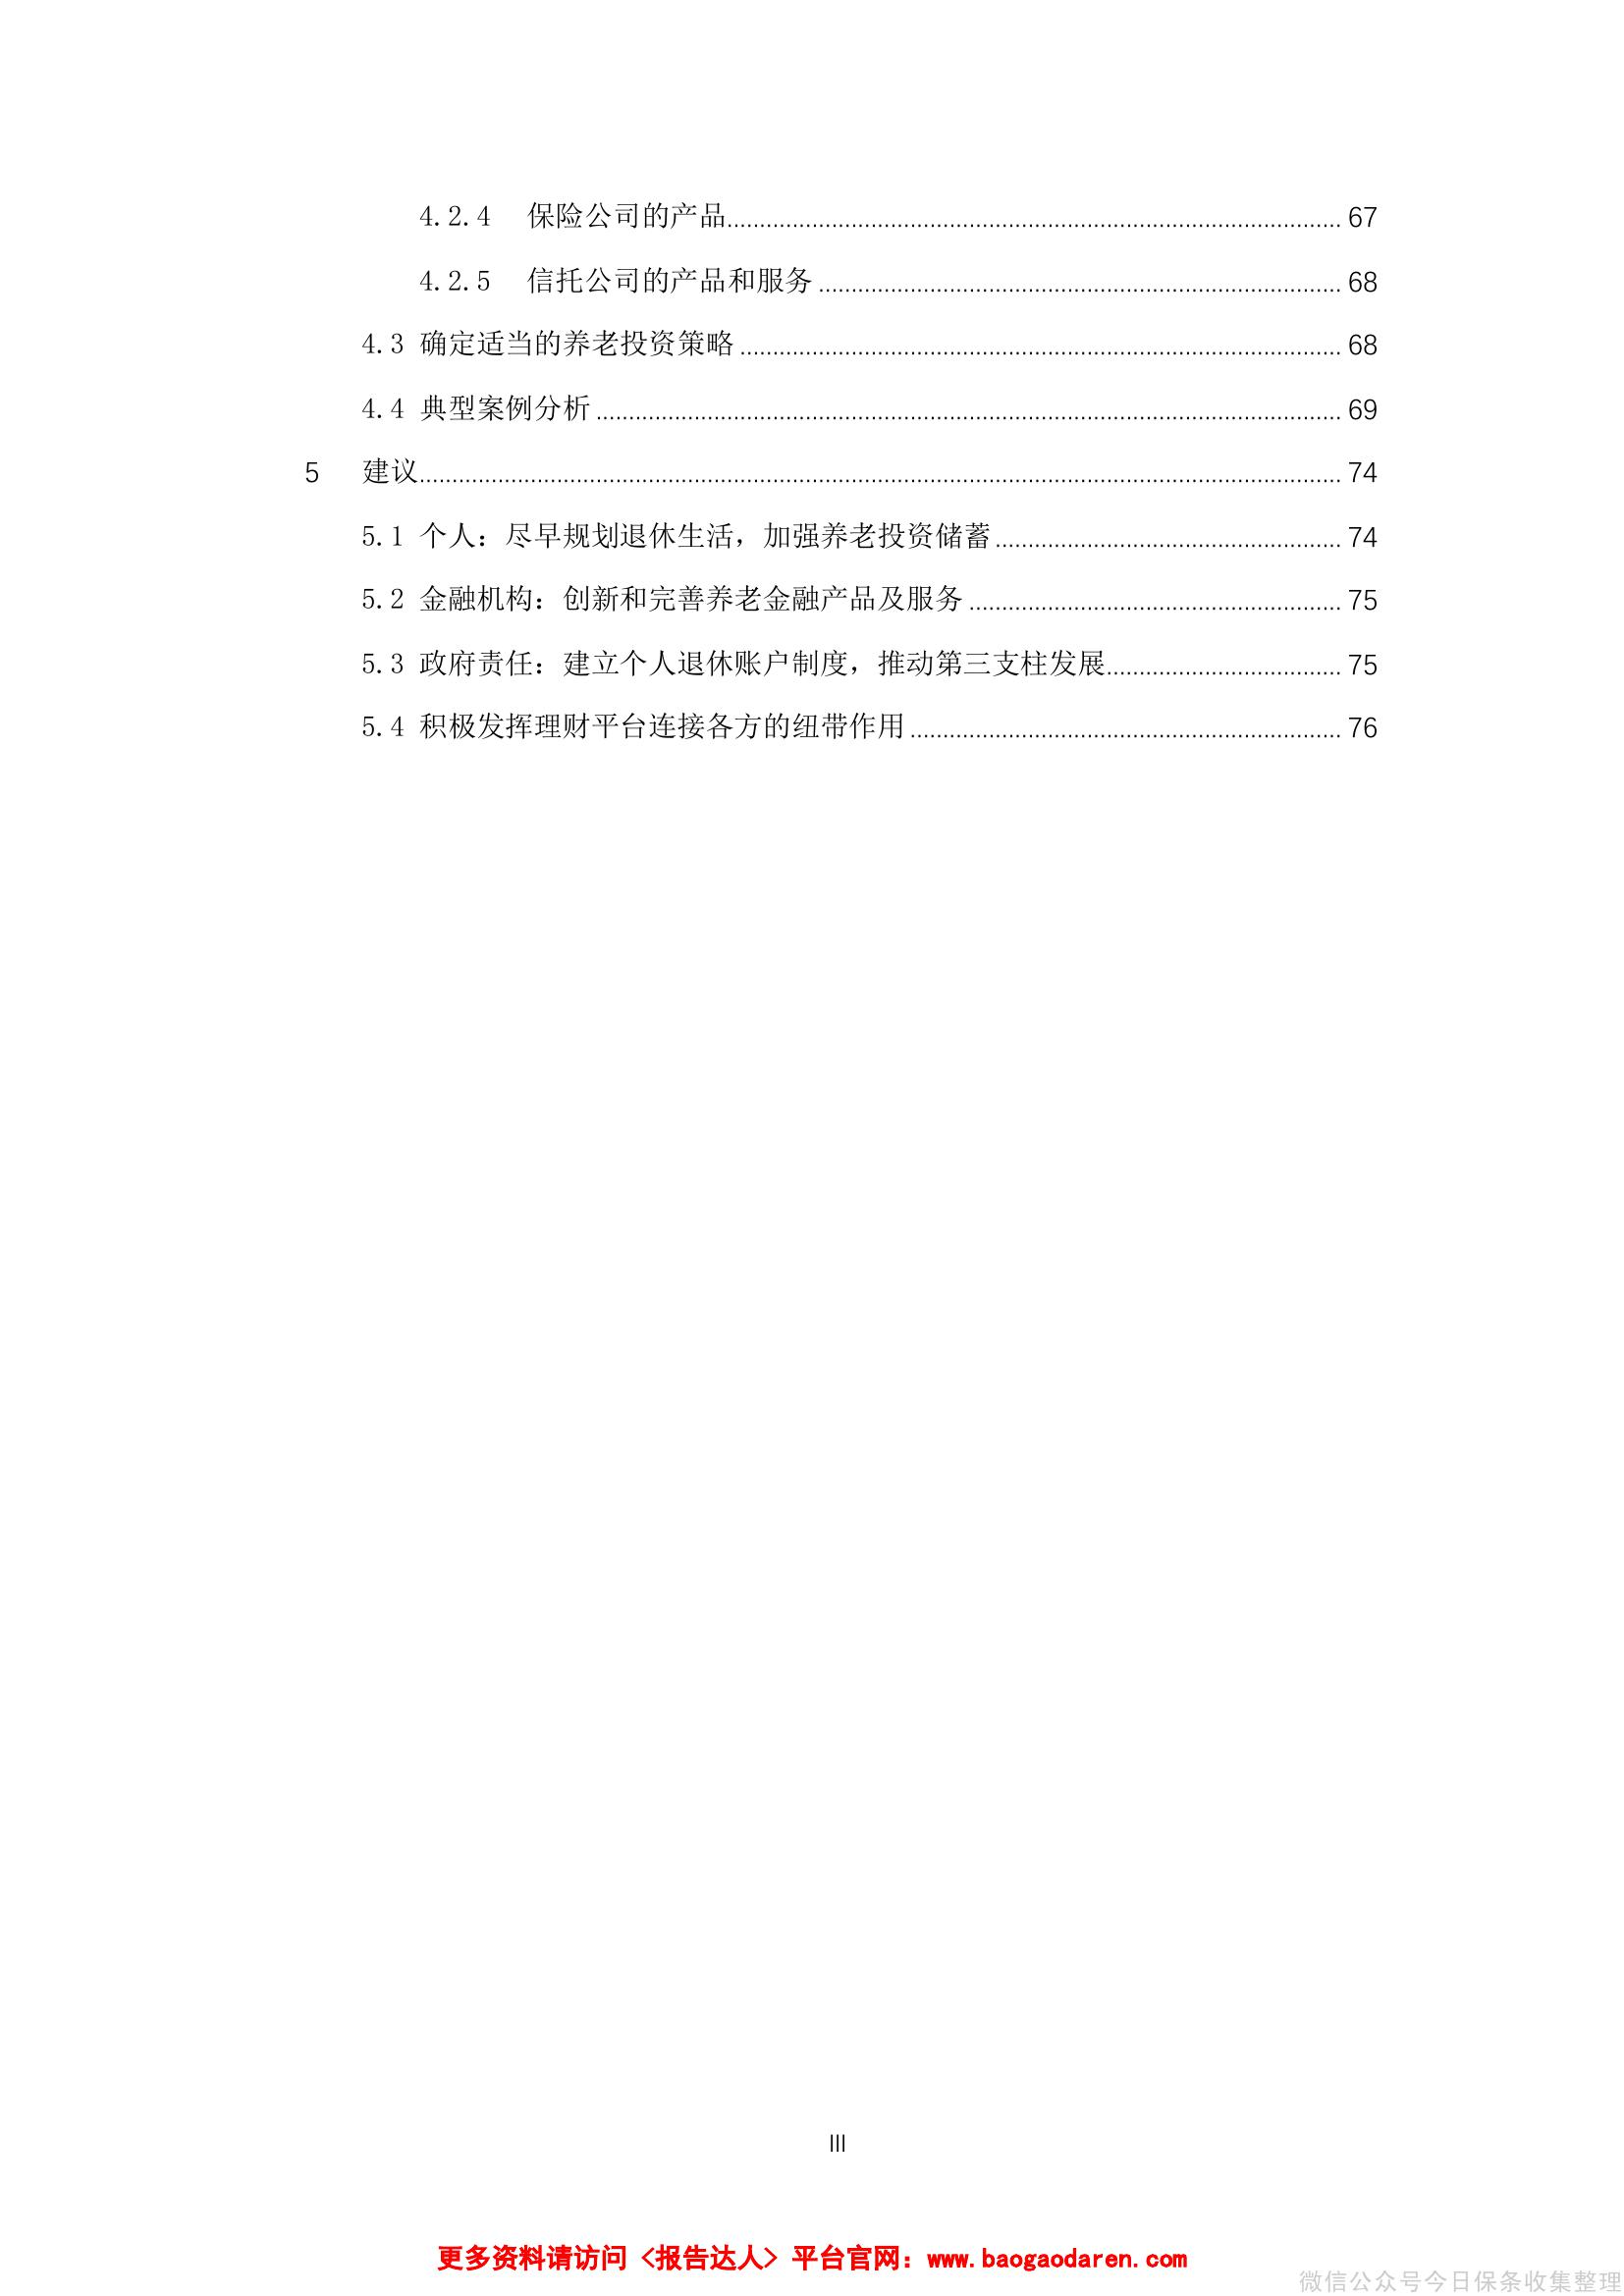 4.2.4 保险公司的产品........................ 67
4.2.5 信托公司的产品和服务........................ 68
4.3 确定适当的养老投资策略........................ 68
4.4 典型案例分析........................ 69
5 建议........................ 74
5.1 个人：尽早规划退休生活，加强养老投资储蓄........................ 74
5.2 金融机构：创新和完善养老金融产品及服务........................ 75
5.3 政府责任：建立个人退休账户制度，推动第三支柱发展........................ 75
5.4 积极发挥理财平台连接各方的纽带作用........................ 76
III
更多资料请访问<报告达人>平台官网：www.baogaodaren.com
微信公众号今日保条收集整理